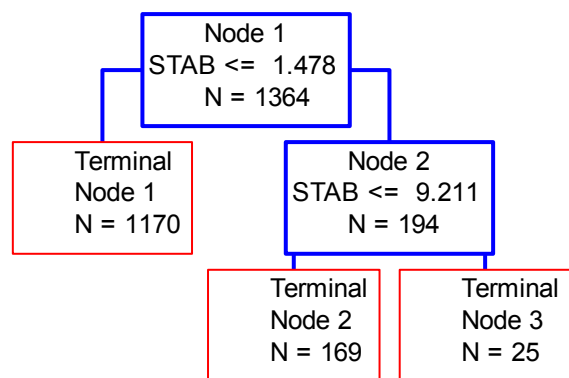 Node 1
STAB <= 1.478
N = 1364
Terminal
Node 1
N = 1170
Node 2
STAB <= 9.211
N = 194
Terminal
Node 2
N = 169
Terminal
Node 3
N = 25